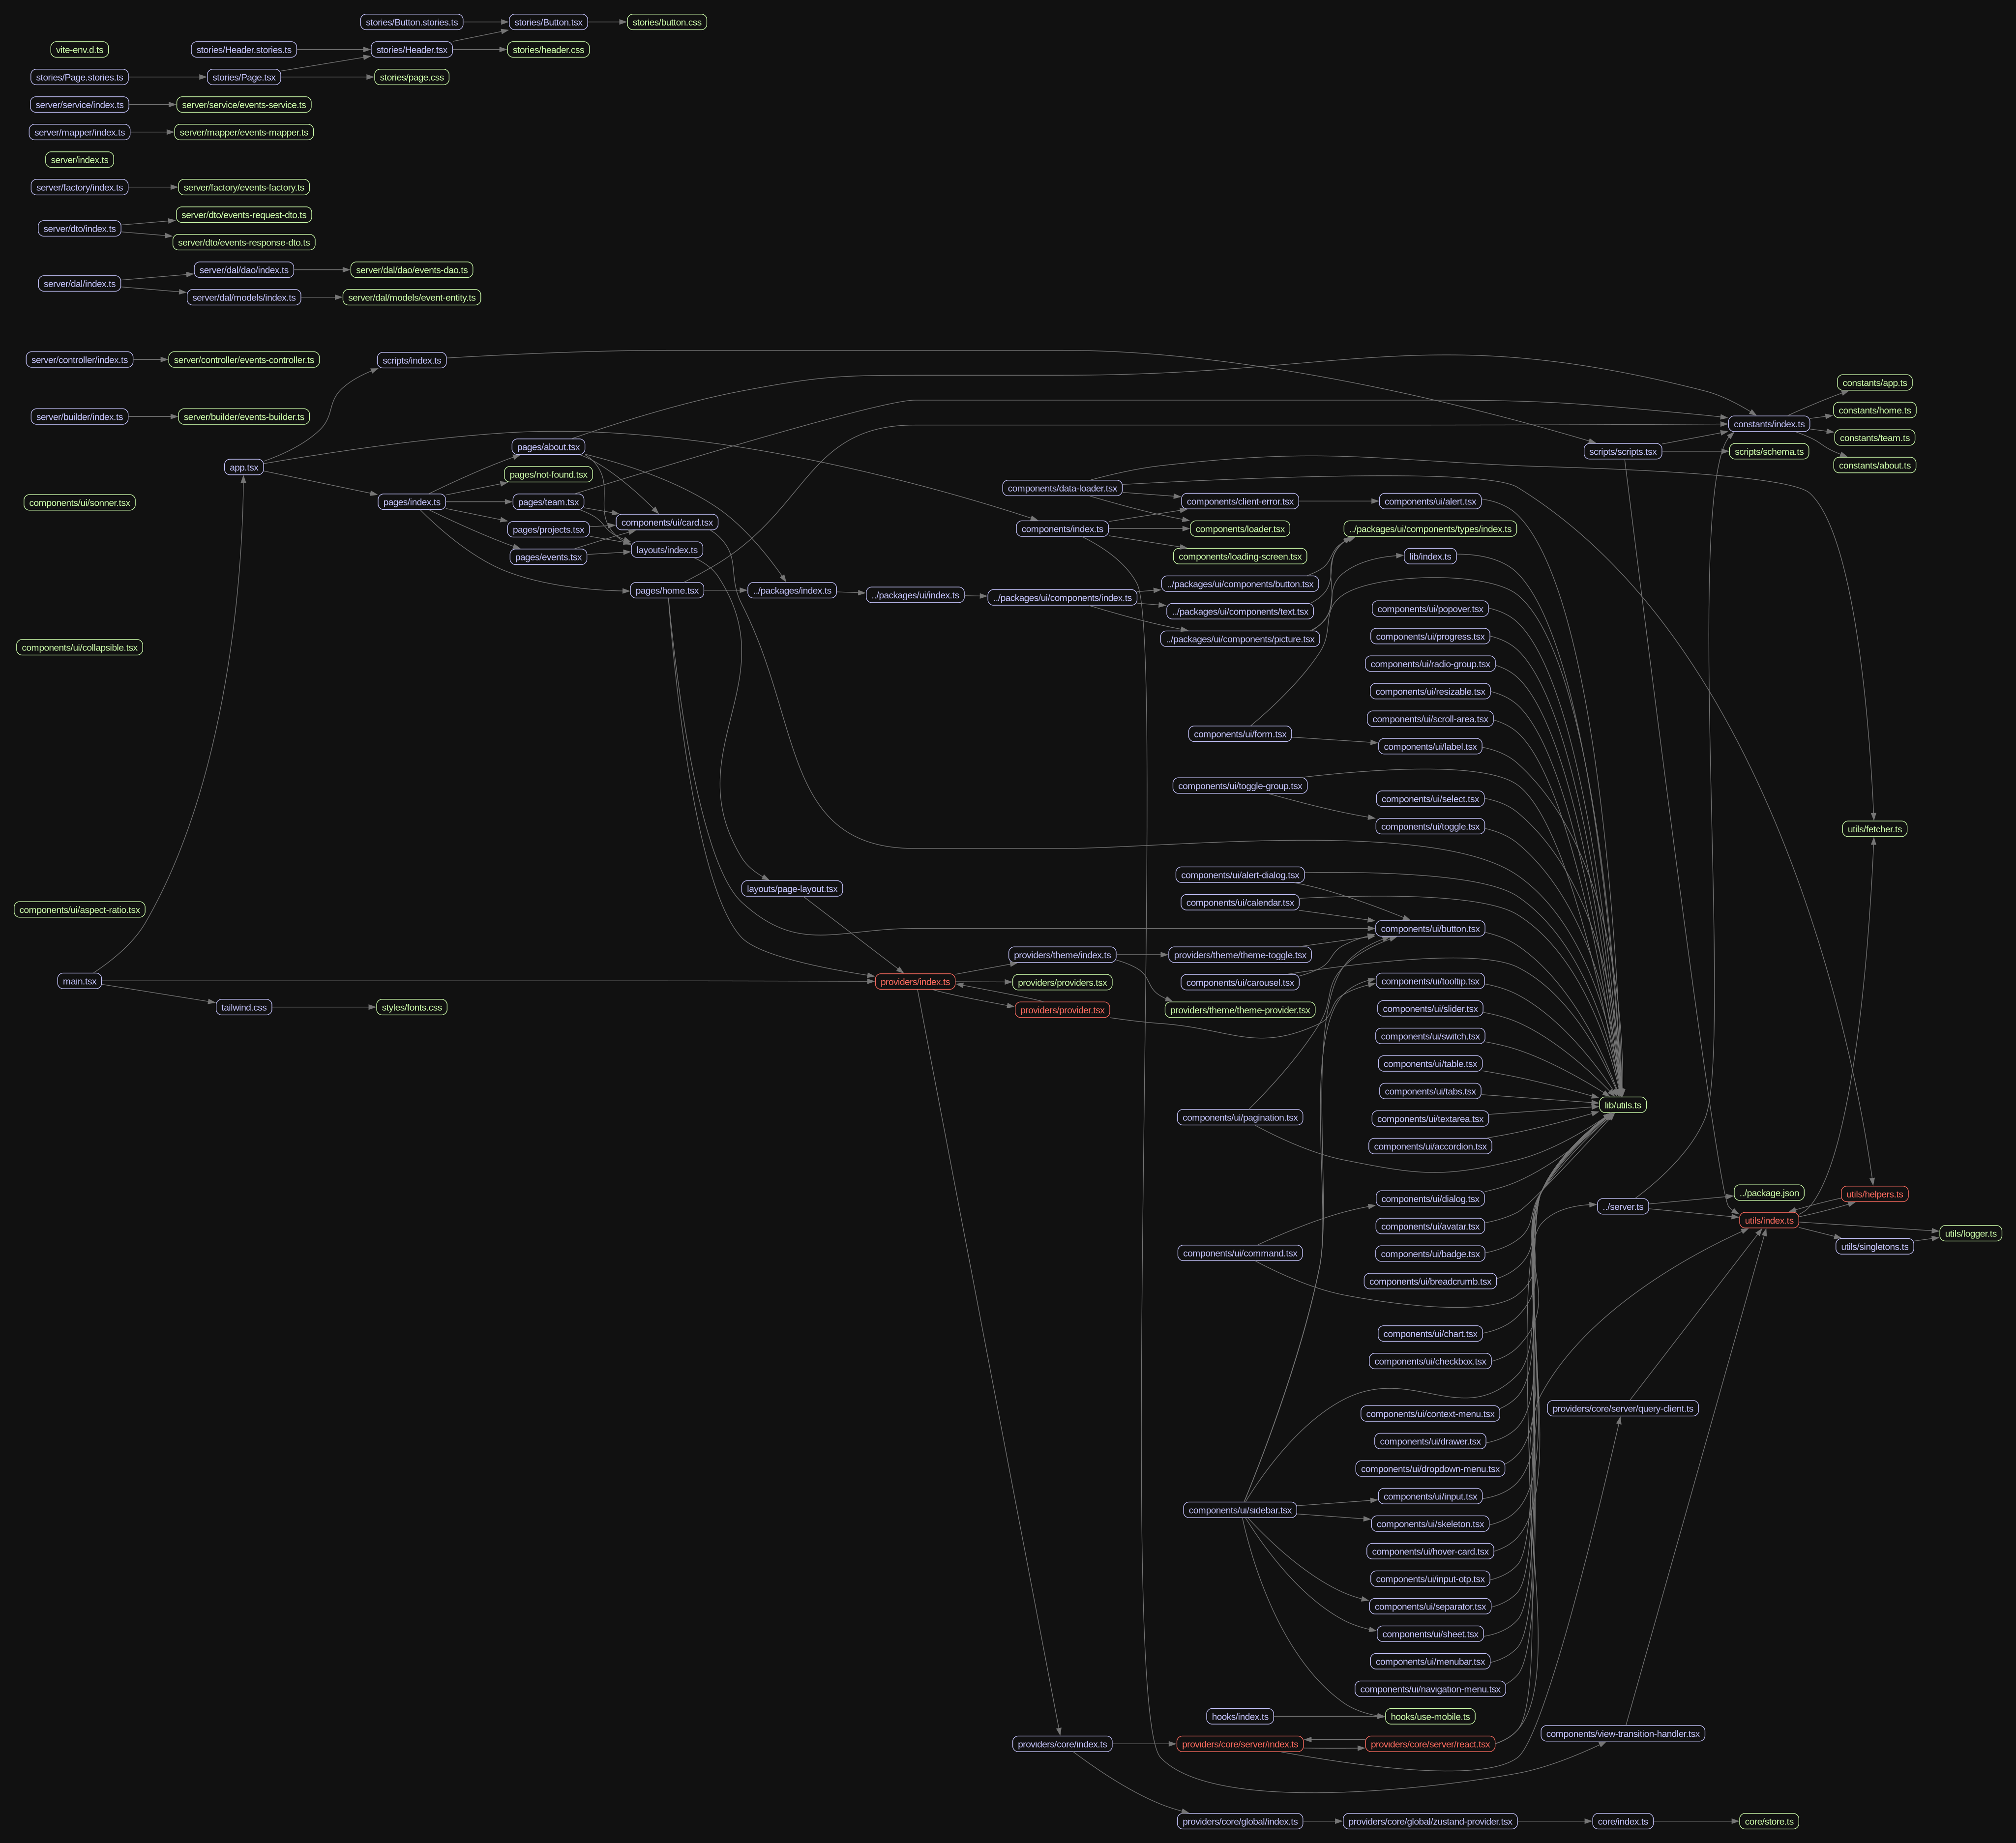 stories/Button.stories.ts
stories/Button.tsx
stories/button.css
vite-env.d.ts
stories/Header.stories.ts
stories/Header.tsx
stories/header.css
stories/Page.stories.ts
stories/Page.tsx
stories/page.css
server/service/index.ts
server/service/events-service.ts
server/mapper/index.ts
server/mapper/events-mapper.ts
server/index.ts
server/factory/index.ts
server/factory/events-factory.ts
server/dto/events-request-dto.ts
server/dto/index.ts
server/dto/events-response-dto.ts
server/dal/dao/index.ts
server/dal/dao/events-dao.ts
server/dal/index.ts
server/dal/models/index.ts
server/dal/models/event-entity.ts
server/controller/index.ts
server/controller/events-controller.ts
scripts/index.ts
constants/app.ts
constants/home.ts
server/builder/index.ts
server/builder/events-builder.ts
constants/index.ts
constants/team.ts
pages/about.tsx
scripts/scripts.tsx
scripts/schema.ts
constants/about.ts
app.tsx
pages/not-found.tsx
components/data-loader.tsx
components/ui/sonner.tsx
pages/index.ts
pages/team.tsx
components/client-error.tsx
components/ui/alert.tsx
components/ui/card.tsx
pages/projects.tsx
components/index.ts
components/loader.tsx
../packages/ui/components/types/index.ts
layouts/index.ts
pages/events.tsx
components/loading-screen.tsx
lib/index.ts
pages/home.tsx
../packages/index.ts
../packages/ui/index.ts
../packages/ui/components/index.ts
../packages/ui/components/button.tsx
../packages/ui/components/text.tsx
components/ui/popover.tsx
../packages/ui/components/picture.tsx
components/ui/progress.tsx
components/ui/collapsible.tsx
components/ui/radio-group.tsx
components/ui/resizable.tsx
components/ui/scroll-area.tsx
components/ui/form.tsx
components/ui/label.tsx
components/ui/toggle-group.tsx
components/ui/select.tsx
components/ui/toggle.tsx
utils/fetcher.ts
components/ui/alert-dialog.tsx
layouts/page-layout.tsx
components/ui/calendar.tsx
components/ui/aspect-ratio.tsx
components/ui/button.tsx
providers/theme/index.ts
providers/theme/theme-toggle.tsx
main.tsx
providers/index.ts
providers/providers.tsx
components/ui/carousel.tsx
components/ui/tooltip.tsx
tailwind.css
styles/fonts.css
providers/provider.tsx
providers/theme/theme-provider.tsx
components/ui/slider.tsx
components/ui/switch.tsx
components/ui/table.tsx
components/ui/tabs.tsx
lib/utils.ts
components/ui/pagination.tsx
components/ui/textarea.tsx
components/ui/accordion.tsx
components/ui/dialog.tsx
../server.ts
../package.json
utils/helpers.ts
components/ui/avatar.tsx
utils/index.ts
utils/logger.ts
components/ui/command.tsx
components/ui/badge.tsx
utils/singletons.ts
components/ui/breadcrumb.tsx
components/ui/chart.tsx
components/ui/checkbox.tsx
components/ui/context-menu.tsx
providers/core/server/query-client.ts
components/ui/drawer.tsx
components/ui/dropdown-menu.tsx
components/ui/input.tsx
components/ui/sidebar.tsx
components/ui/skeleton.tsx
components/ui/hover-card.tsx
components/ui/input-otp.tsx
components/ui/separator.tsx
components/ui/sheet.tsx
components/ui/menubar.tsx
components/ui/navigation-menu.tsx
hooks/index.ts
hooks/use-mobile.ts
components/view-transition-handler.tsx
providers/core/index.ts
providers/core/server/index.ts
providers/core/server/react.tsx
providers/core/global/index.ts
providers/core/global/zustand-provider.tsx
core/index.ts
core/store.ts